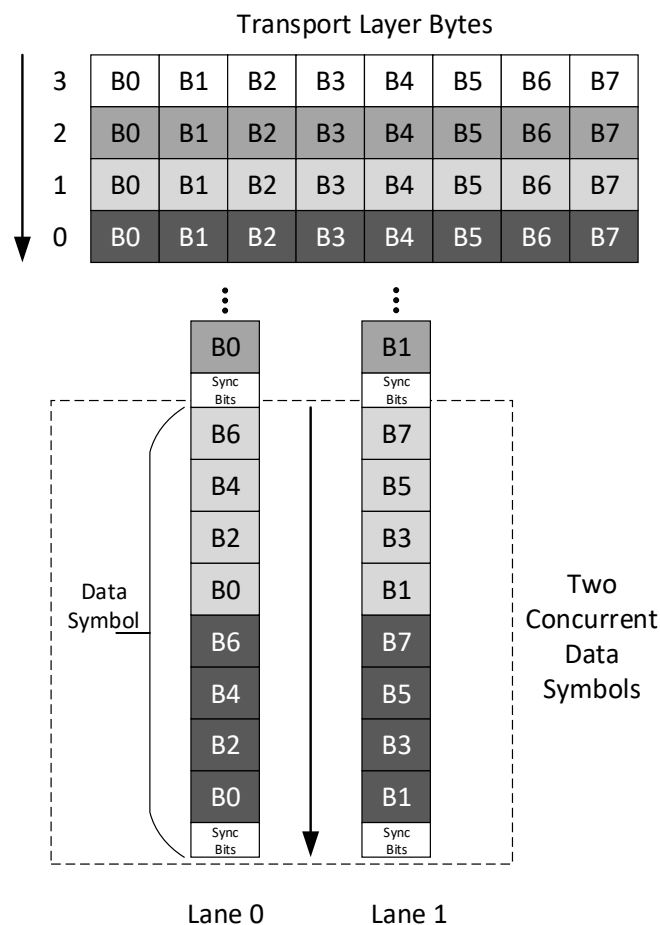 Transport Layer Bytes
3 B0 B1 B2 B3 B4 B5 B6 B7
2 B0 B1 B2 B3 B4 B5 B6 B7
1 B0 B1 B2 B3 B4 B5 B6 B7
0 B0 B1 B2 B3 B4 B5 B6 B7
B0 B1
Sync Sync
Bits Bits
B6 B7
B4 B5
B2 B3
B0 B1
B6 B7
B4 B5
B2 B3
B0 B1
Sync Sync
Bits Bits
Data
Symbol
Two
Concurrent
Data
Symbols
Lane 0 Lane 1